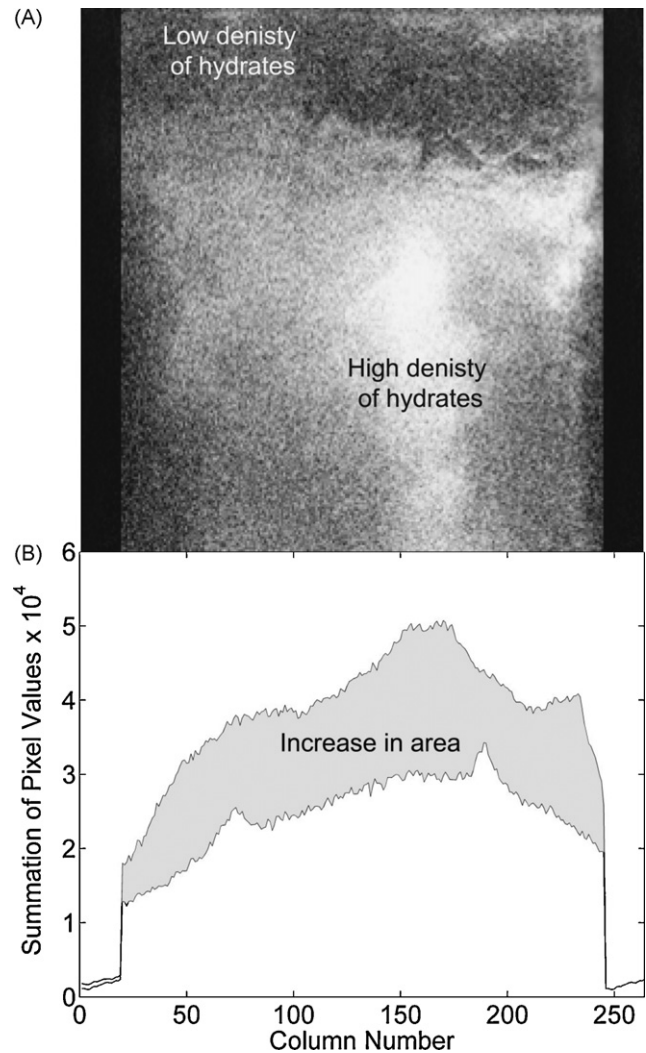 (A)
Low denisty
of hydrates
High denisty
of hydrates
(B)
6
5
4
3
2
1
0
Summation of Pixel Values x 10^4
Increase in area
0 50 100 150 200 250
Column Number